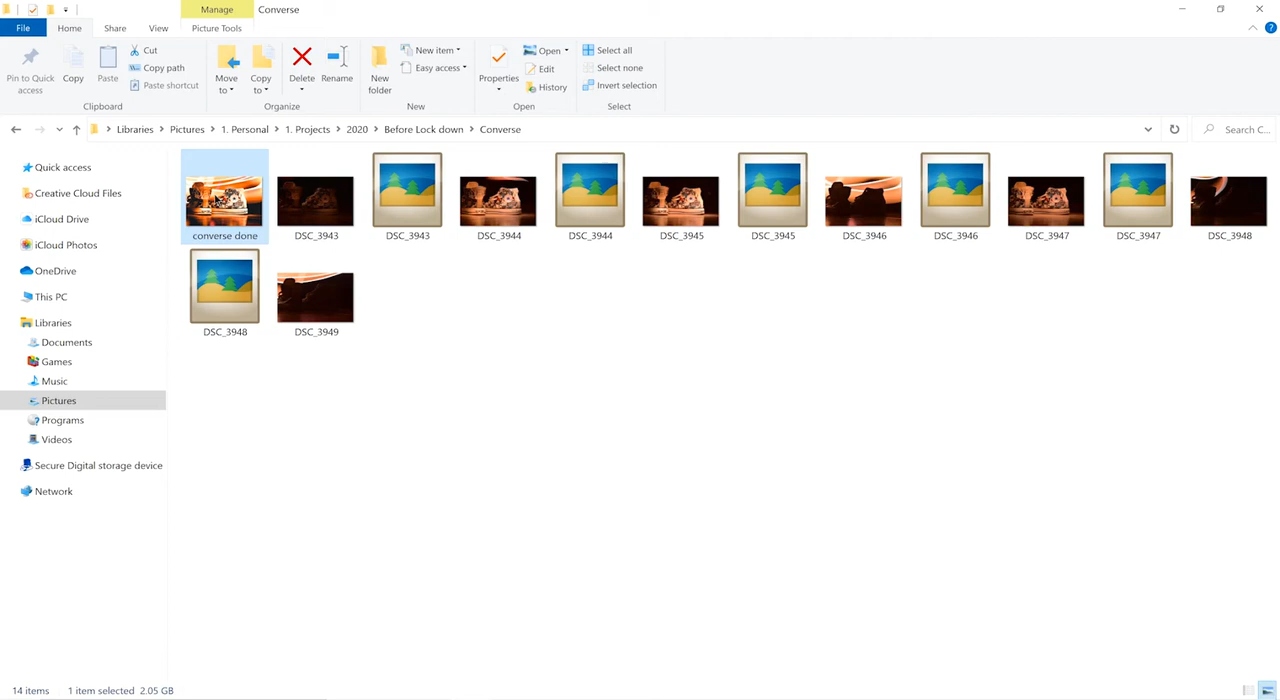 Manage
Converse
File
Home
Share
View
Picture Tools
Pin to Quick access
Copy
Paste
Cut
Copy path
Paste shortcut
Clipboard
Move to
Copy to
Delete
Rename
Organize
New folder
New item
Easy access
New
Properties
Open
Edit
History
Open
Select all
Select none
Invert selection
Select
Libraries > Pictures > 1. Personal > 1. Projects > 2020 > Before Lock down > Converse
Search C...
Quick access
Creative Cloud Files
iCloud Drive
iCloud Photos
OneDrive
This PC
Libraries
Documents
Games
Music
Pictures
Programs
Videos
Secure Digital storage device
Network
converse done
DSC_3943
DSC_3943
DSC_3944
DSC_3944
DSC_3945
DSC_3945
DSC_3946
DSC_3946
DSC_3947
DSC_3947
DSC_3948
DSC_3948
DSC_3949
14 items
1 item selected 2.05 GB